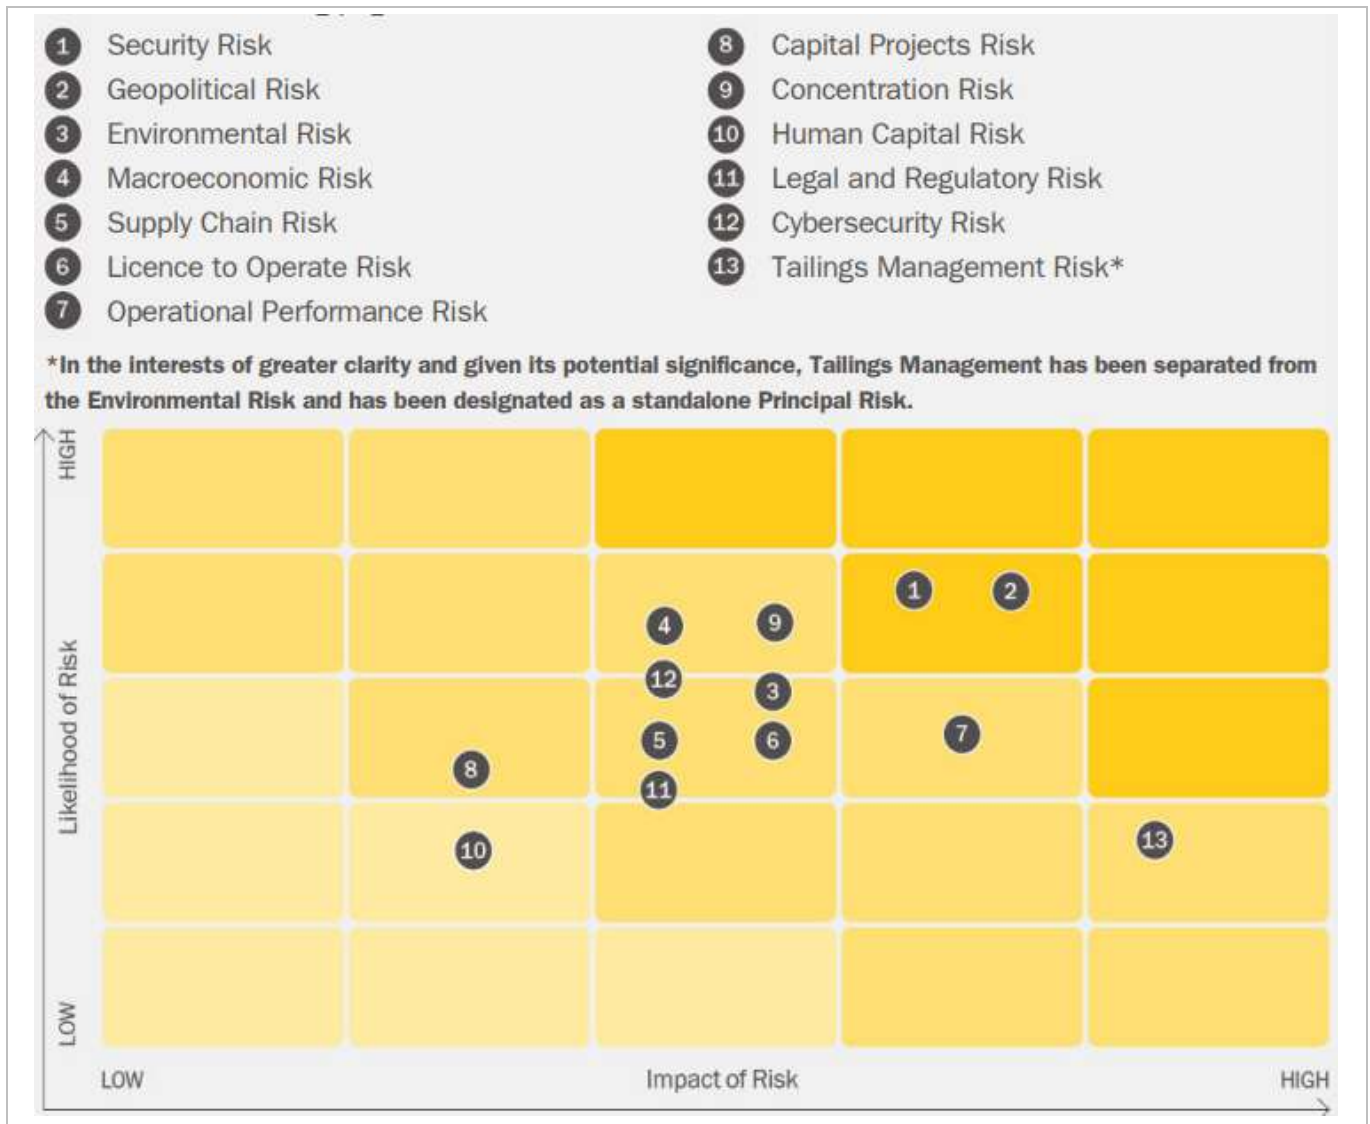 1 Security Risk
2 Geopolitical Risk
3 Environmental Risk
4 Macroeconomic Risk
5 Supply Chain Risk
6 Licence to Operate Risk
7 Operational Performance Risk
8 Capital Projects Risk
9 Concentration Risk
10 Human Capital Risk
11 Legal and Regulatory Risk
12 Cybersecurity Risk
13 Tailings Management Risk*
*In the interests of greater clarity and given its potential significance, Tailings Management has been separated from
the Environmental Risk and has been designated as a standalone Principal Risk.
HIGH
Likelihood of Risk
LOW
1 2
4 9
12 3
5 6 7
8 11
10 13
LOW Impact of Risk HIGH